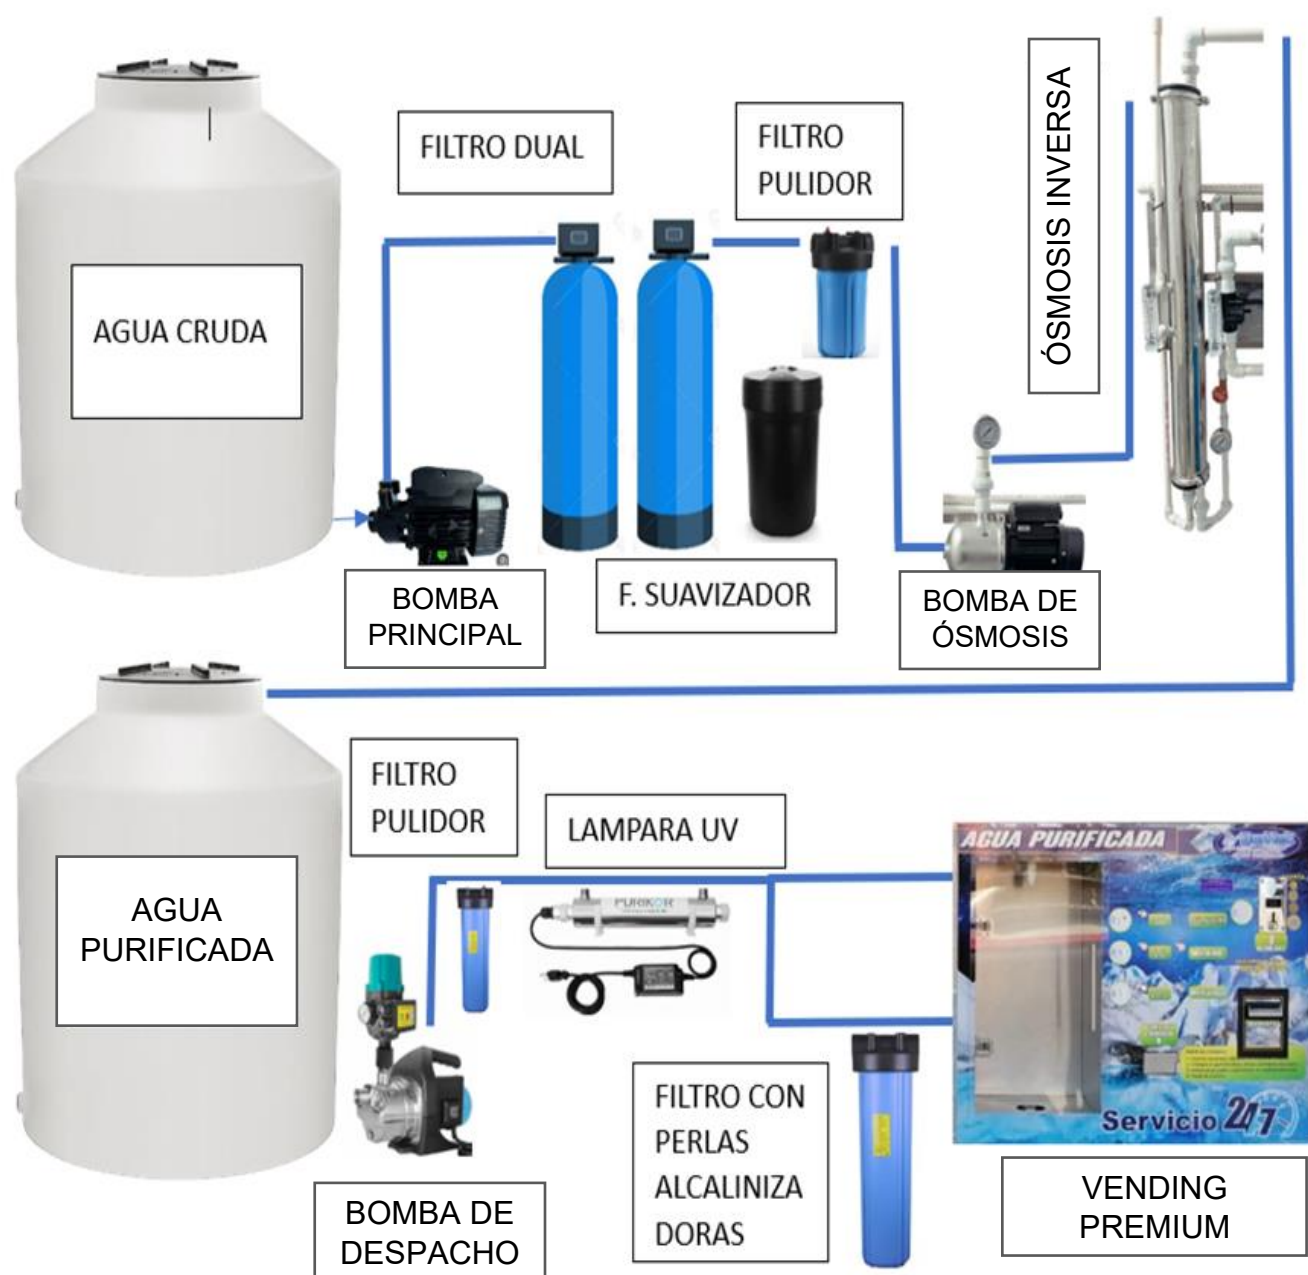 FILTRO DUAL
FILTRO
PULIDOR
ÓSMOSIS INVERSA
AGUA CRUDA
BOMBA
PRINCIPAL
F. SUAVIZADOR
BOMBA DE
ÓSMOSIS
FILTRO
PULIDOR
LAMPARA UV
AGUA
PURIFICADA
PURIKOR
AGUA PURIFICADA
Servicio 24/7
FILTRO CON
PERLAS
ALCALINIZA
DORAS
BOMBA DE
DESPACHO
VENDING
PREMIUM